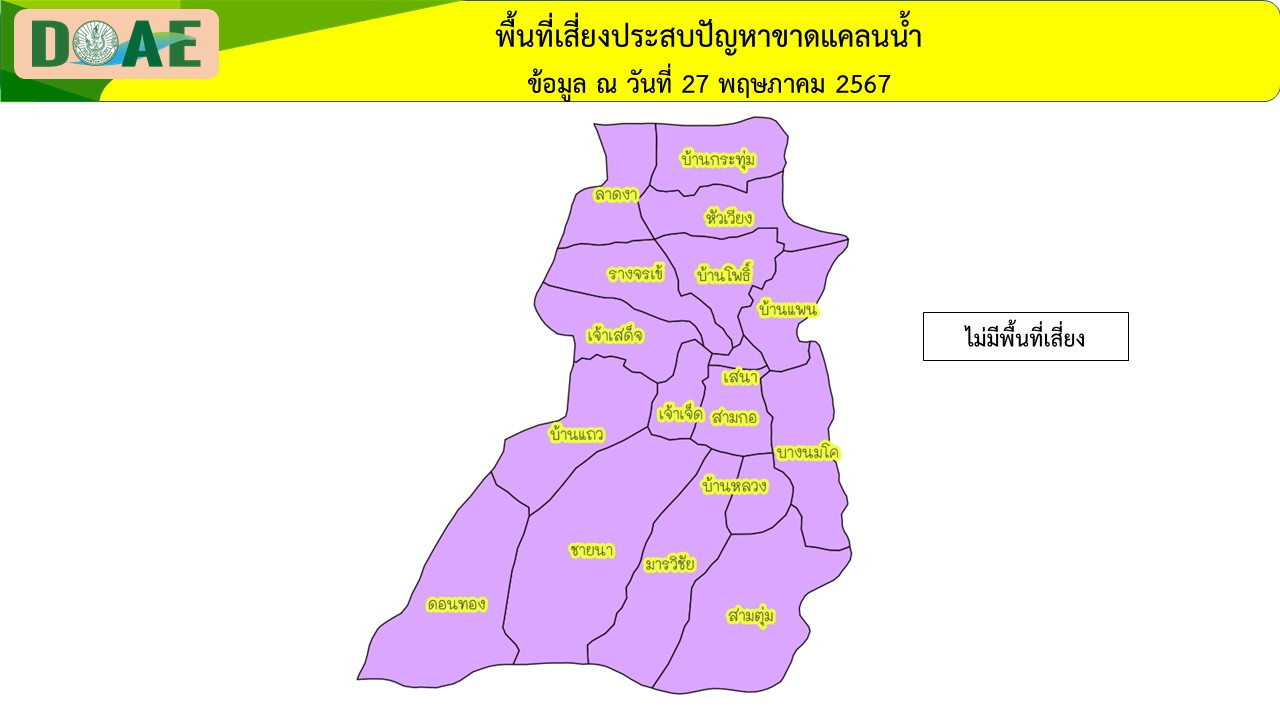 DOAE
พื้นที่เสี่ยงประสบปัญหาขาดแคลนน้ำ
ข้อมูล ณ วันที่ 27 พฤษภาคม 2567
บ้านกระทุ่ม
ลาดงา
หัวเวียง
รางจรเข้
บ้านโพธิ์
บ้านแพน
เจ้าเสด็จ
ไม่มีพื้นที่เสี่ยง
เสนา
เจ้าเจ็ด
สามกอ
บ้านแถว
บางนมโค
บ้านหลวง
ชายนา
มารวิชัย
ดอนทอง
สามตุ่ม